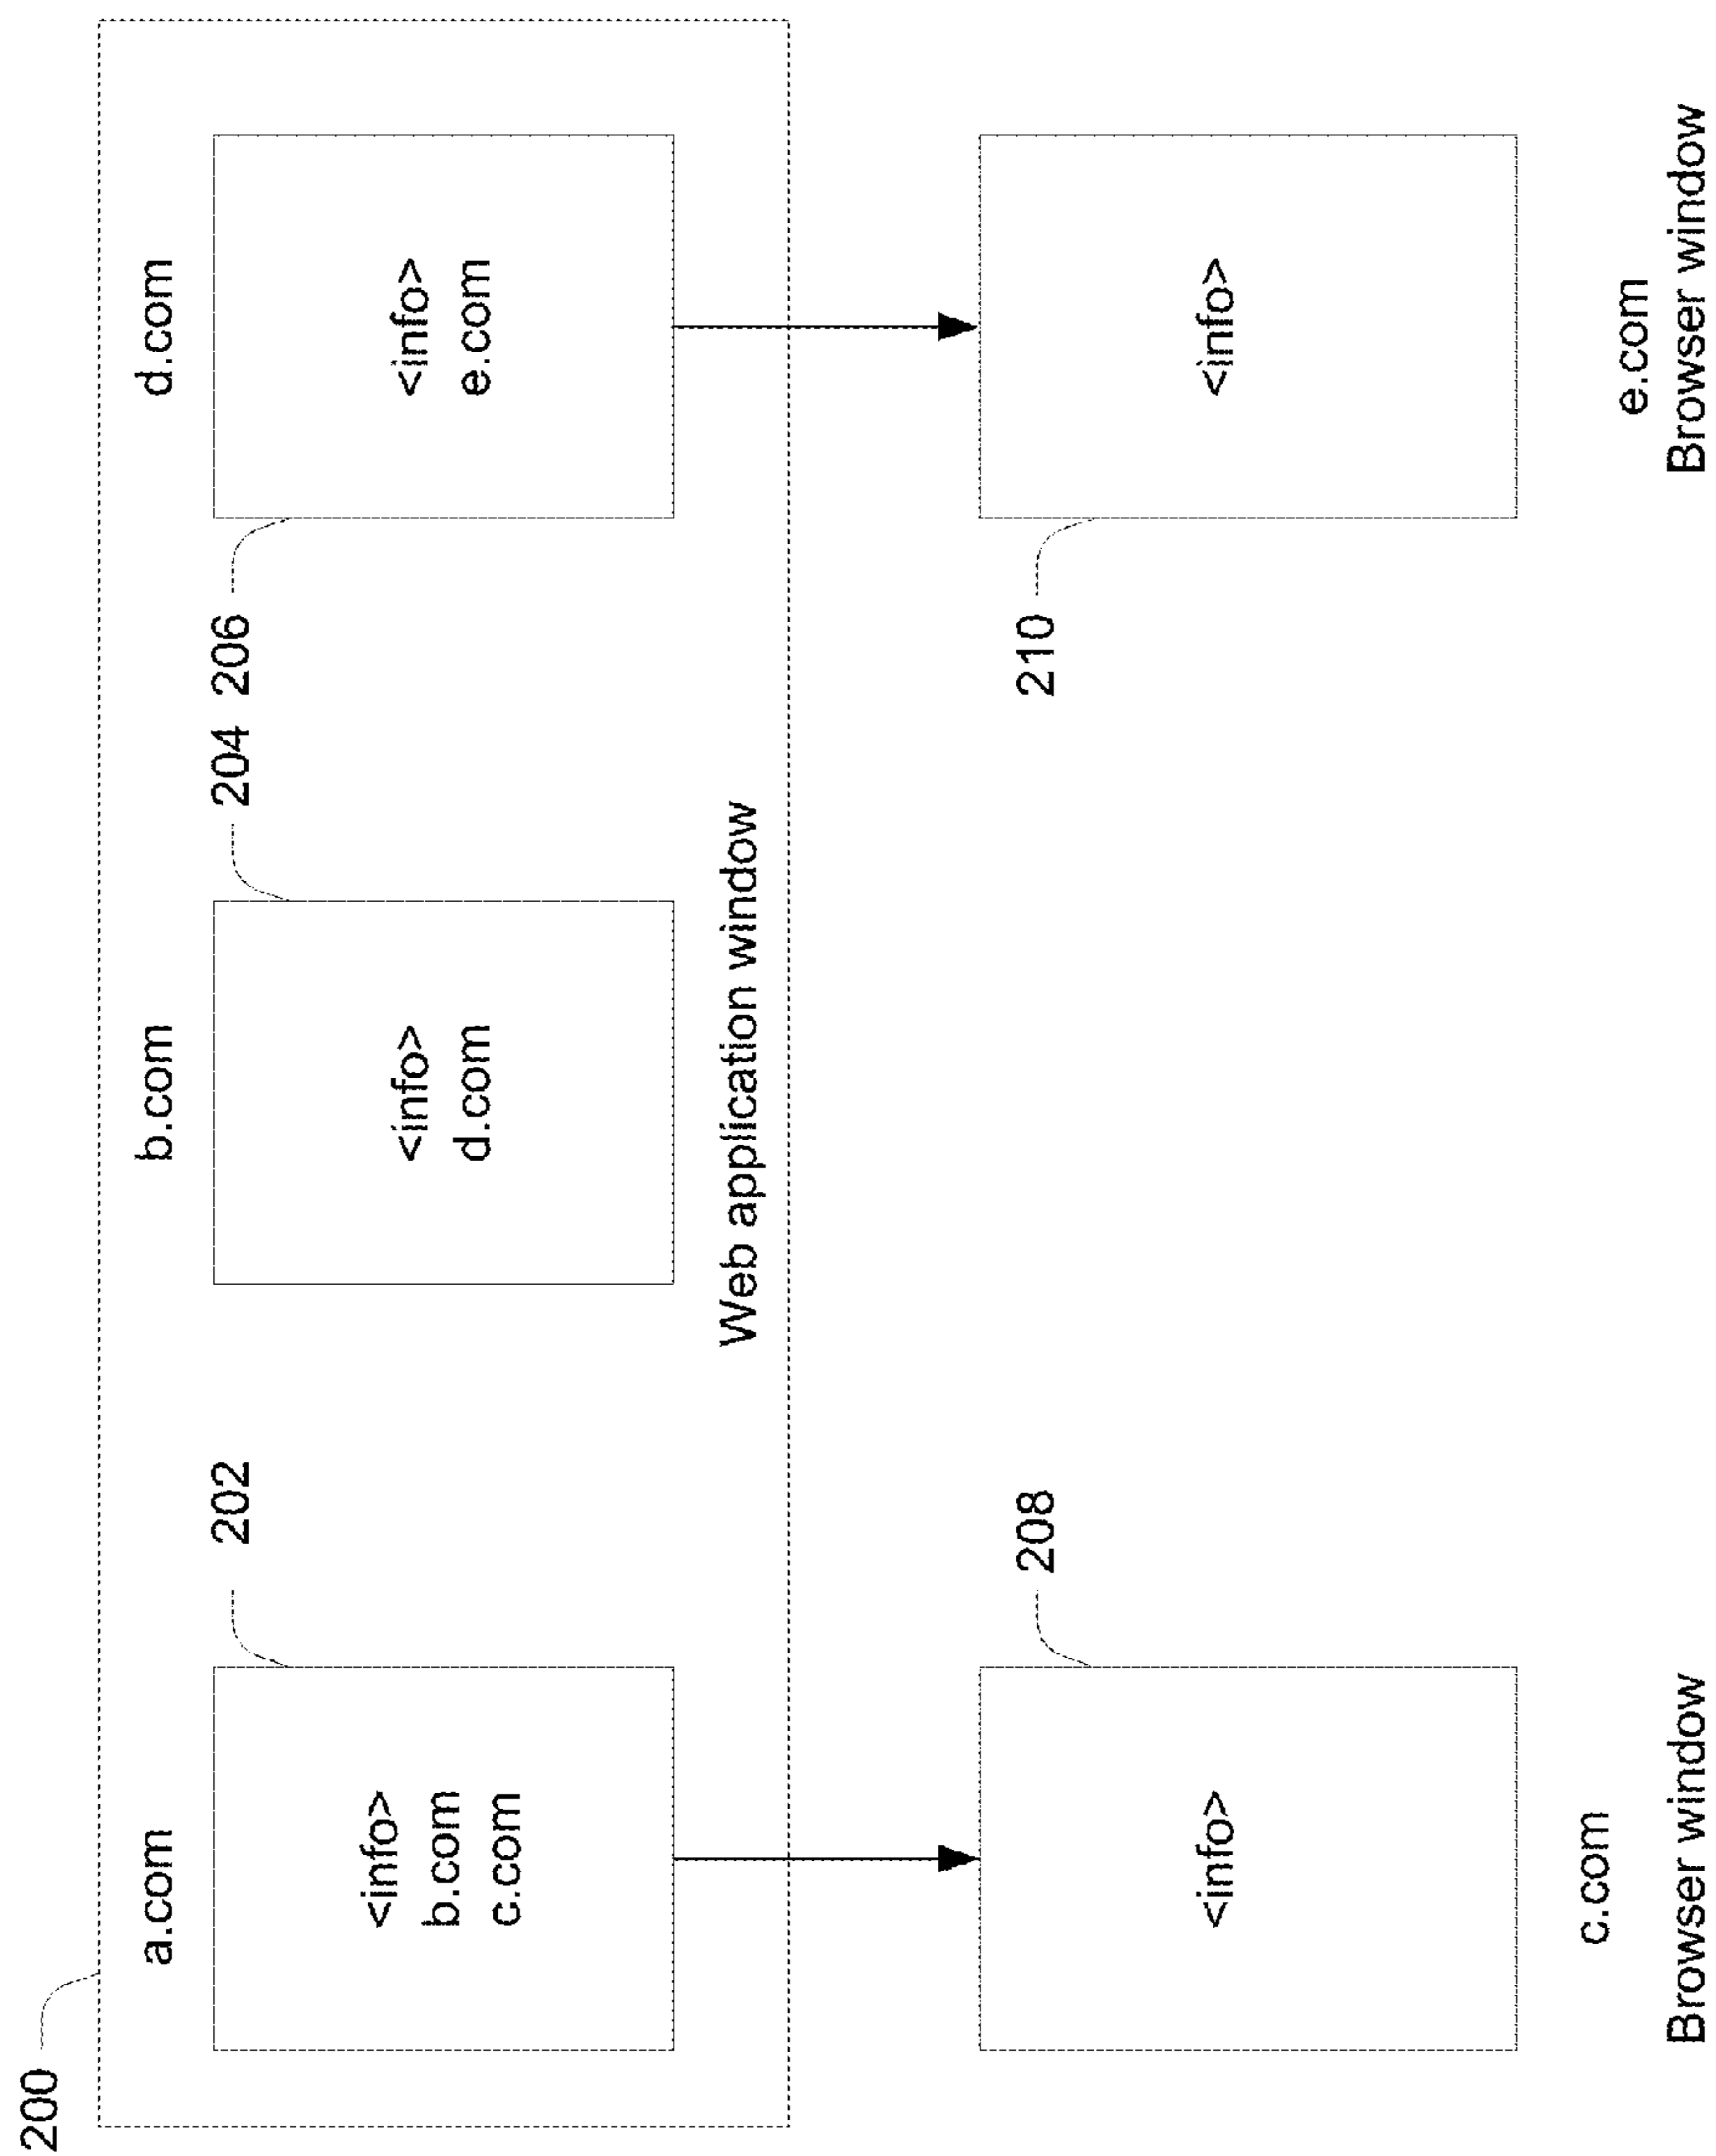 200
a.com
b.com
d.com
202
204
206
<info>
b.com
c.com
<info>
d.com
<info>
e.com
Web application window
208
210
<info>
<info>
c.com
Browser window
e.com
Browser window